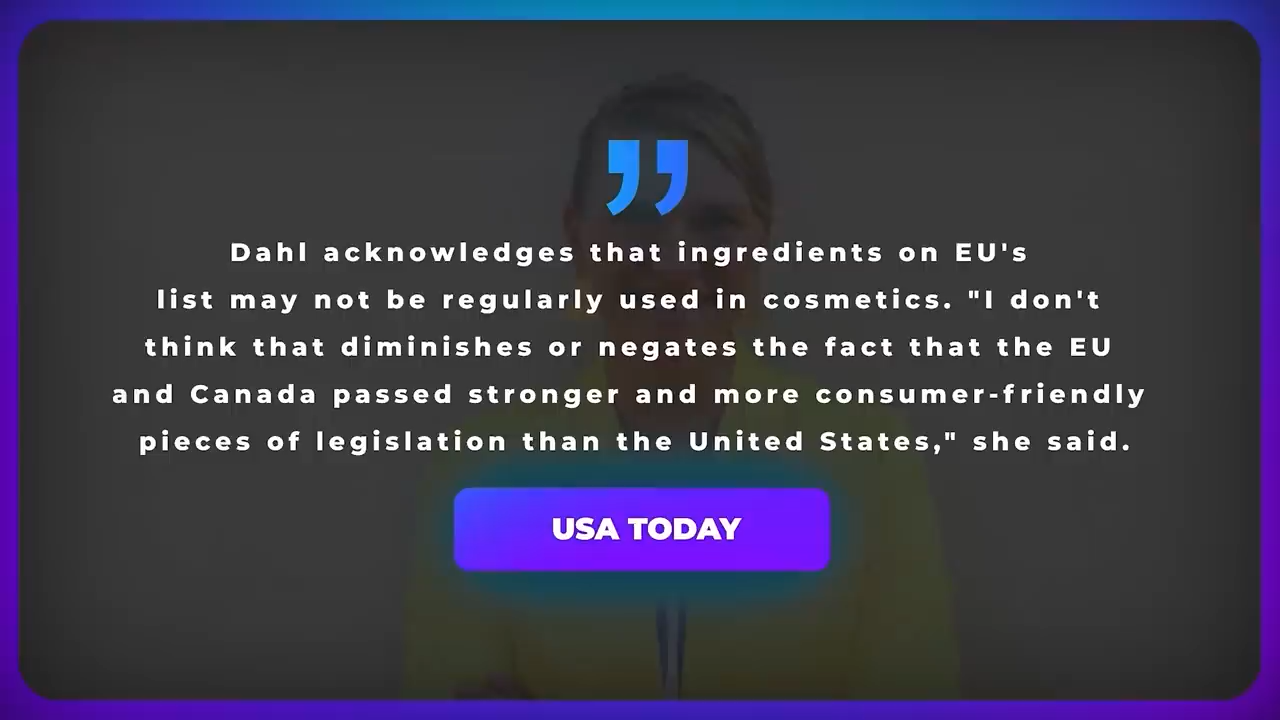 Dahl acknowledges that ingredients on EU's
list may not be regularly used in cosmetics. "I don't
think that diminishes or negates the fact that the EU
and Canada passed stronger and more consumer-friendly
pieces of legislation than the United States," she said.
USA TODAY